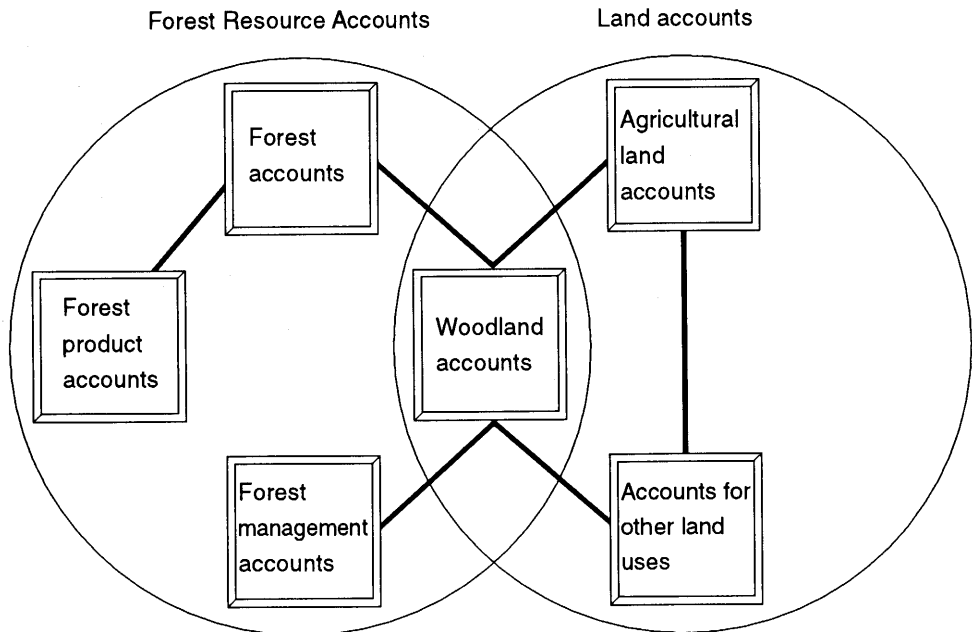 Forest Resource Accounts
Land accounts
Forest
accounts
Agricultural
land
accounts
Forest
product
accounts
Woodland
accounts
Forest
management
accounts
Accounts for
other land
uses